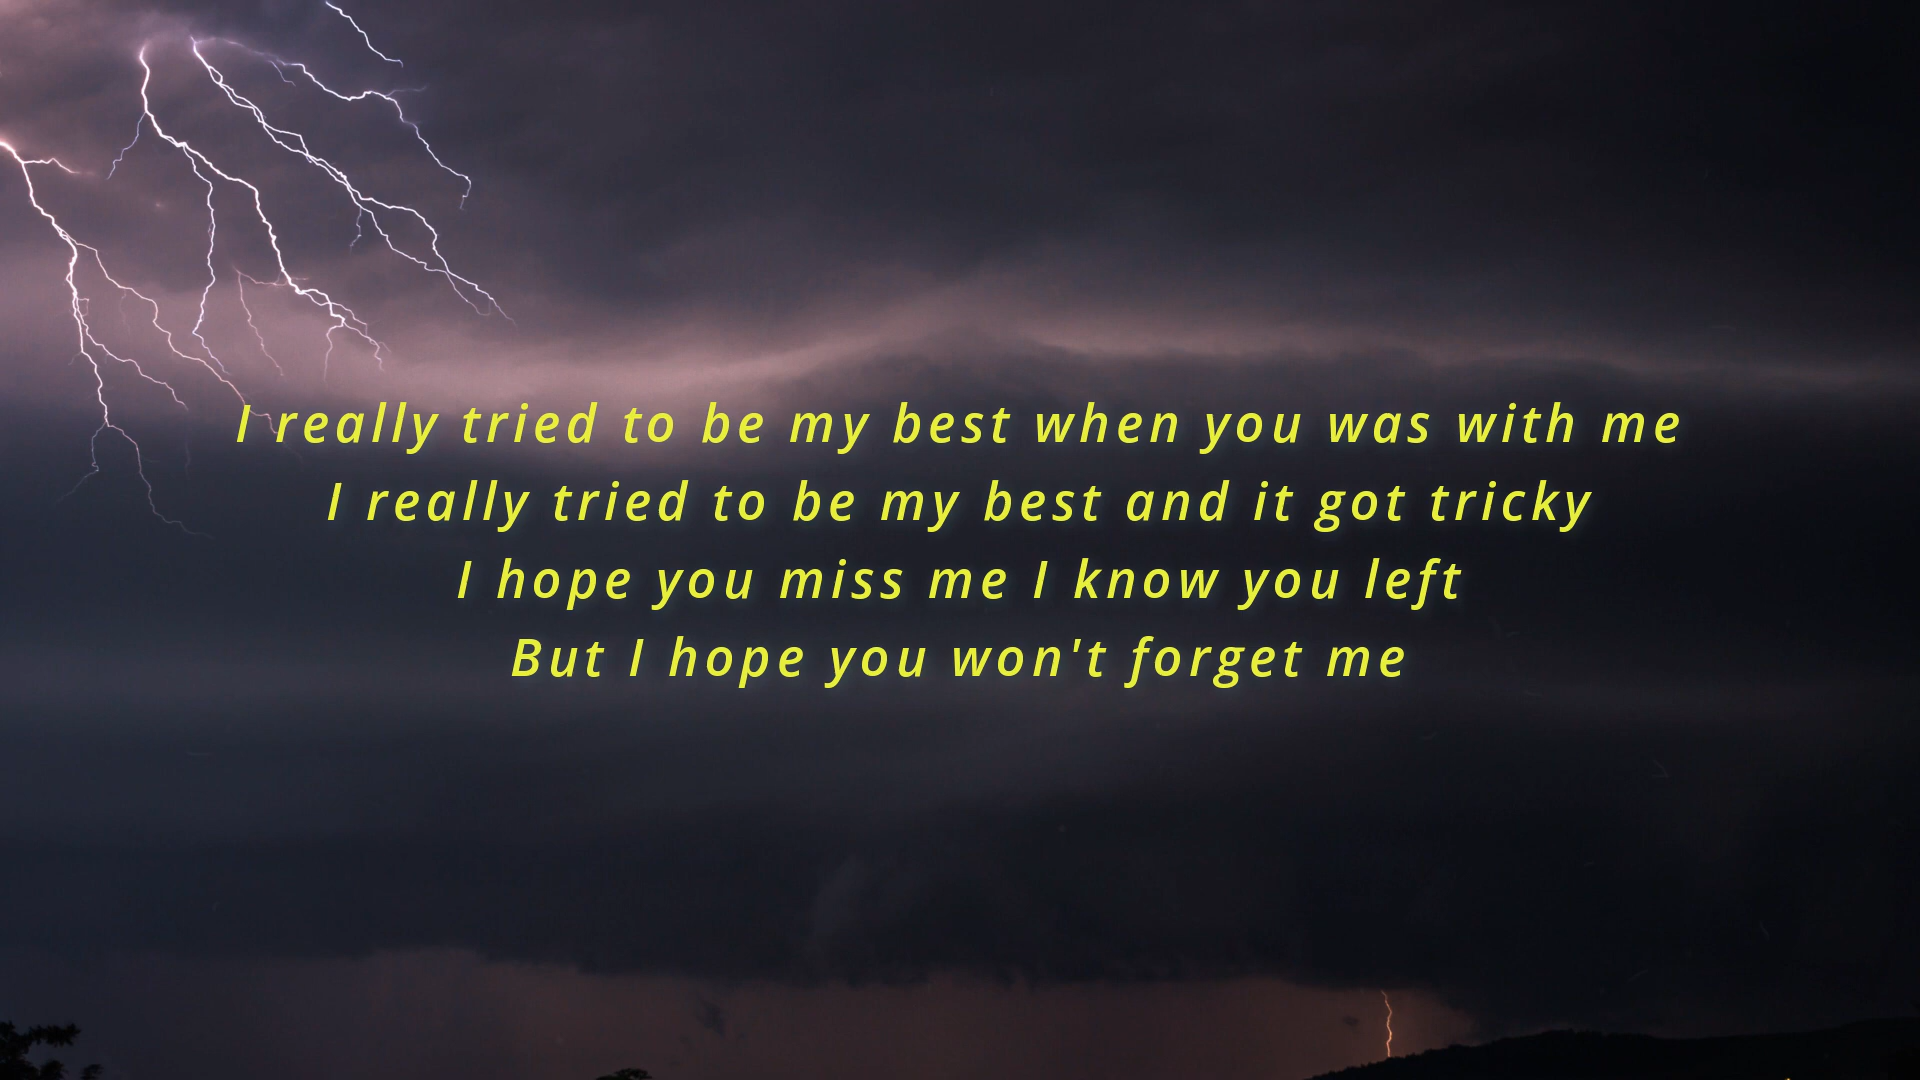 I really tried to be my best when you was with me
I really tried to be my best and it got tricky
I hope you miss me I know you left
But I hope you won't forget me